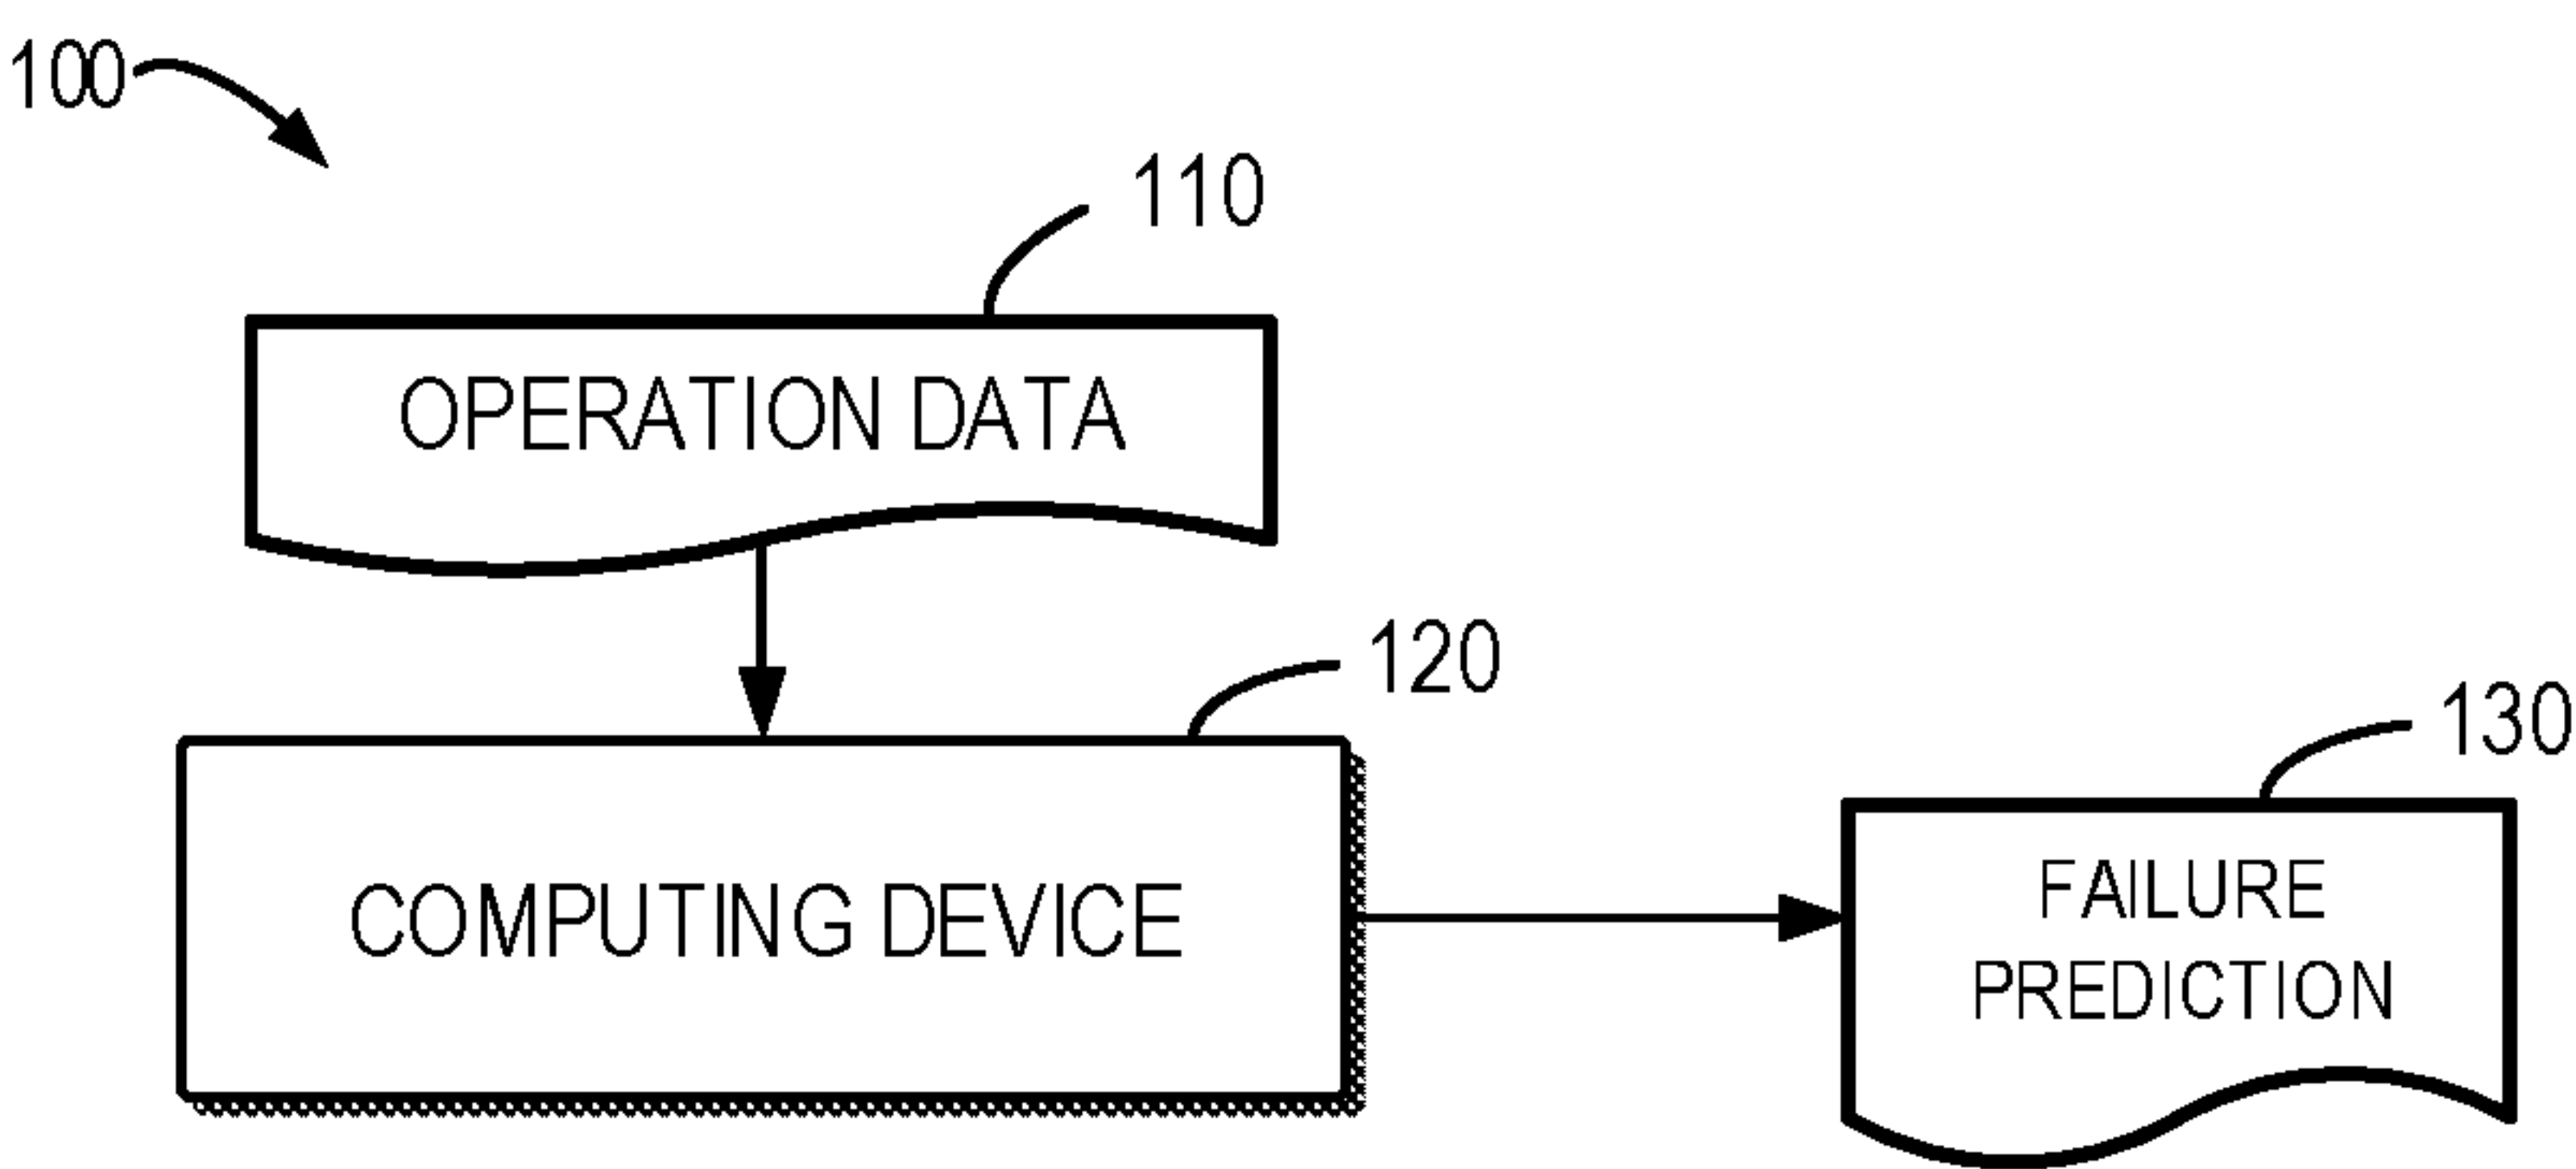 100
110
OPERATION DATA
120
130
COMPUTING DEVICE
FAILURE
PREDICTION